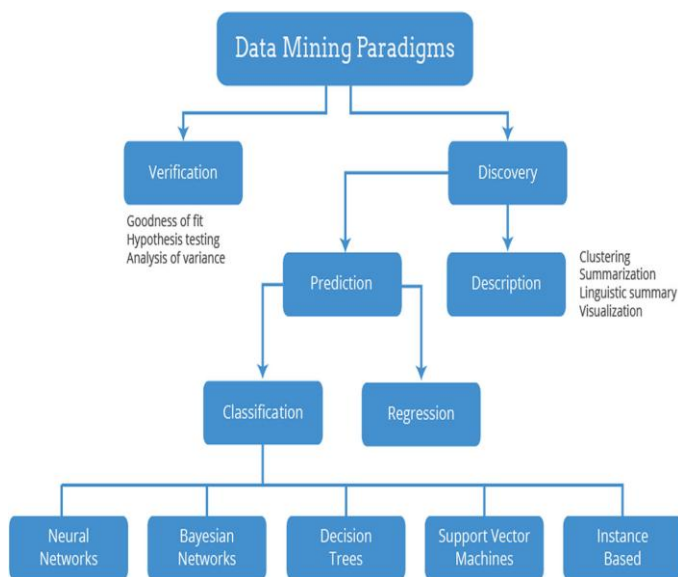 Data Mining Paradigms
Verification
Discovery
Goodness of fit
Hypothesis testing
Analysis of variance
Prediction
Description
Clustering
Summarization
Linguistic summary
Visualization
Classification
Regression
Neural
Networks
Bayesian
Networks
Decision
Trees
Support Vector
Machines
Instance
Based